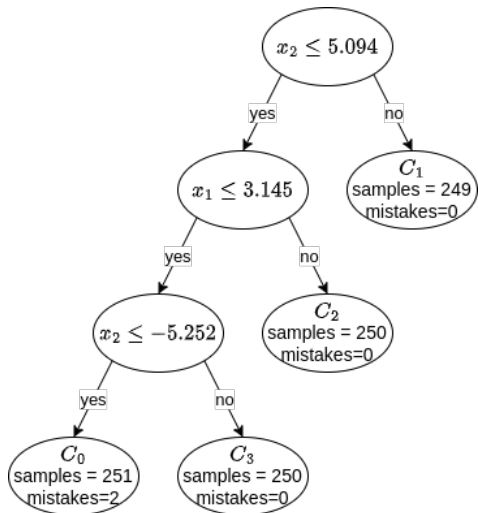 x₂ ≤ 5.094
yes
no
x₁ ≤ 3.145
C₁
samples = 249
mistakes=0
yes
no
x₂ ≤ −5.252
C₂
samples = 250
mistakes=0
yes
no
C₀
samples = 251
mistakes=2
C₃
samples = 250
mistakes=0